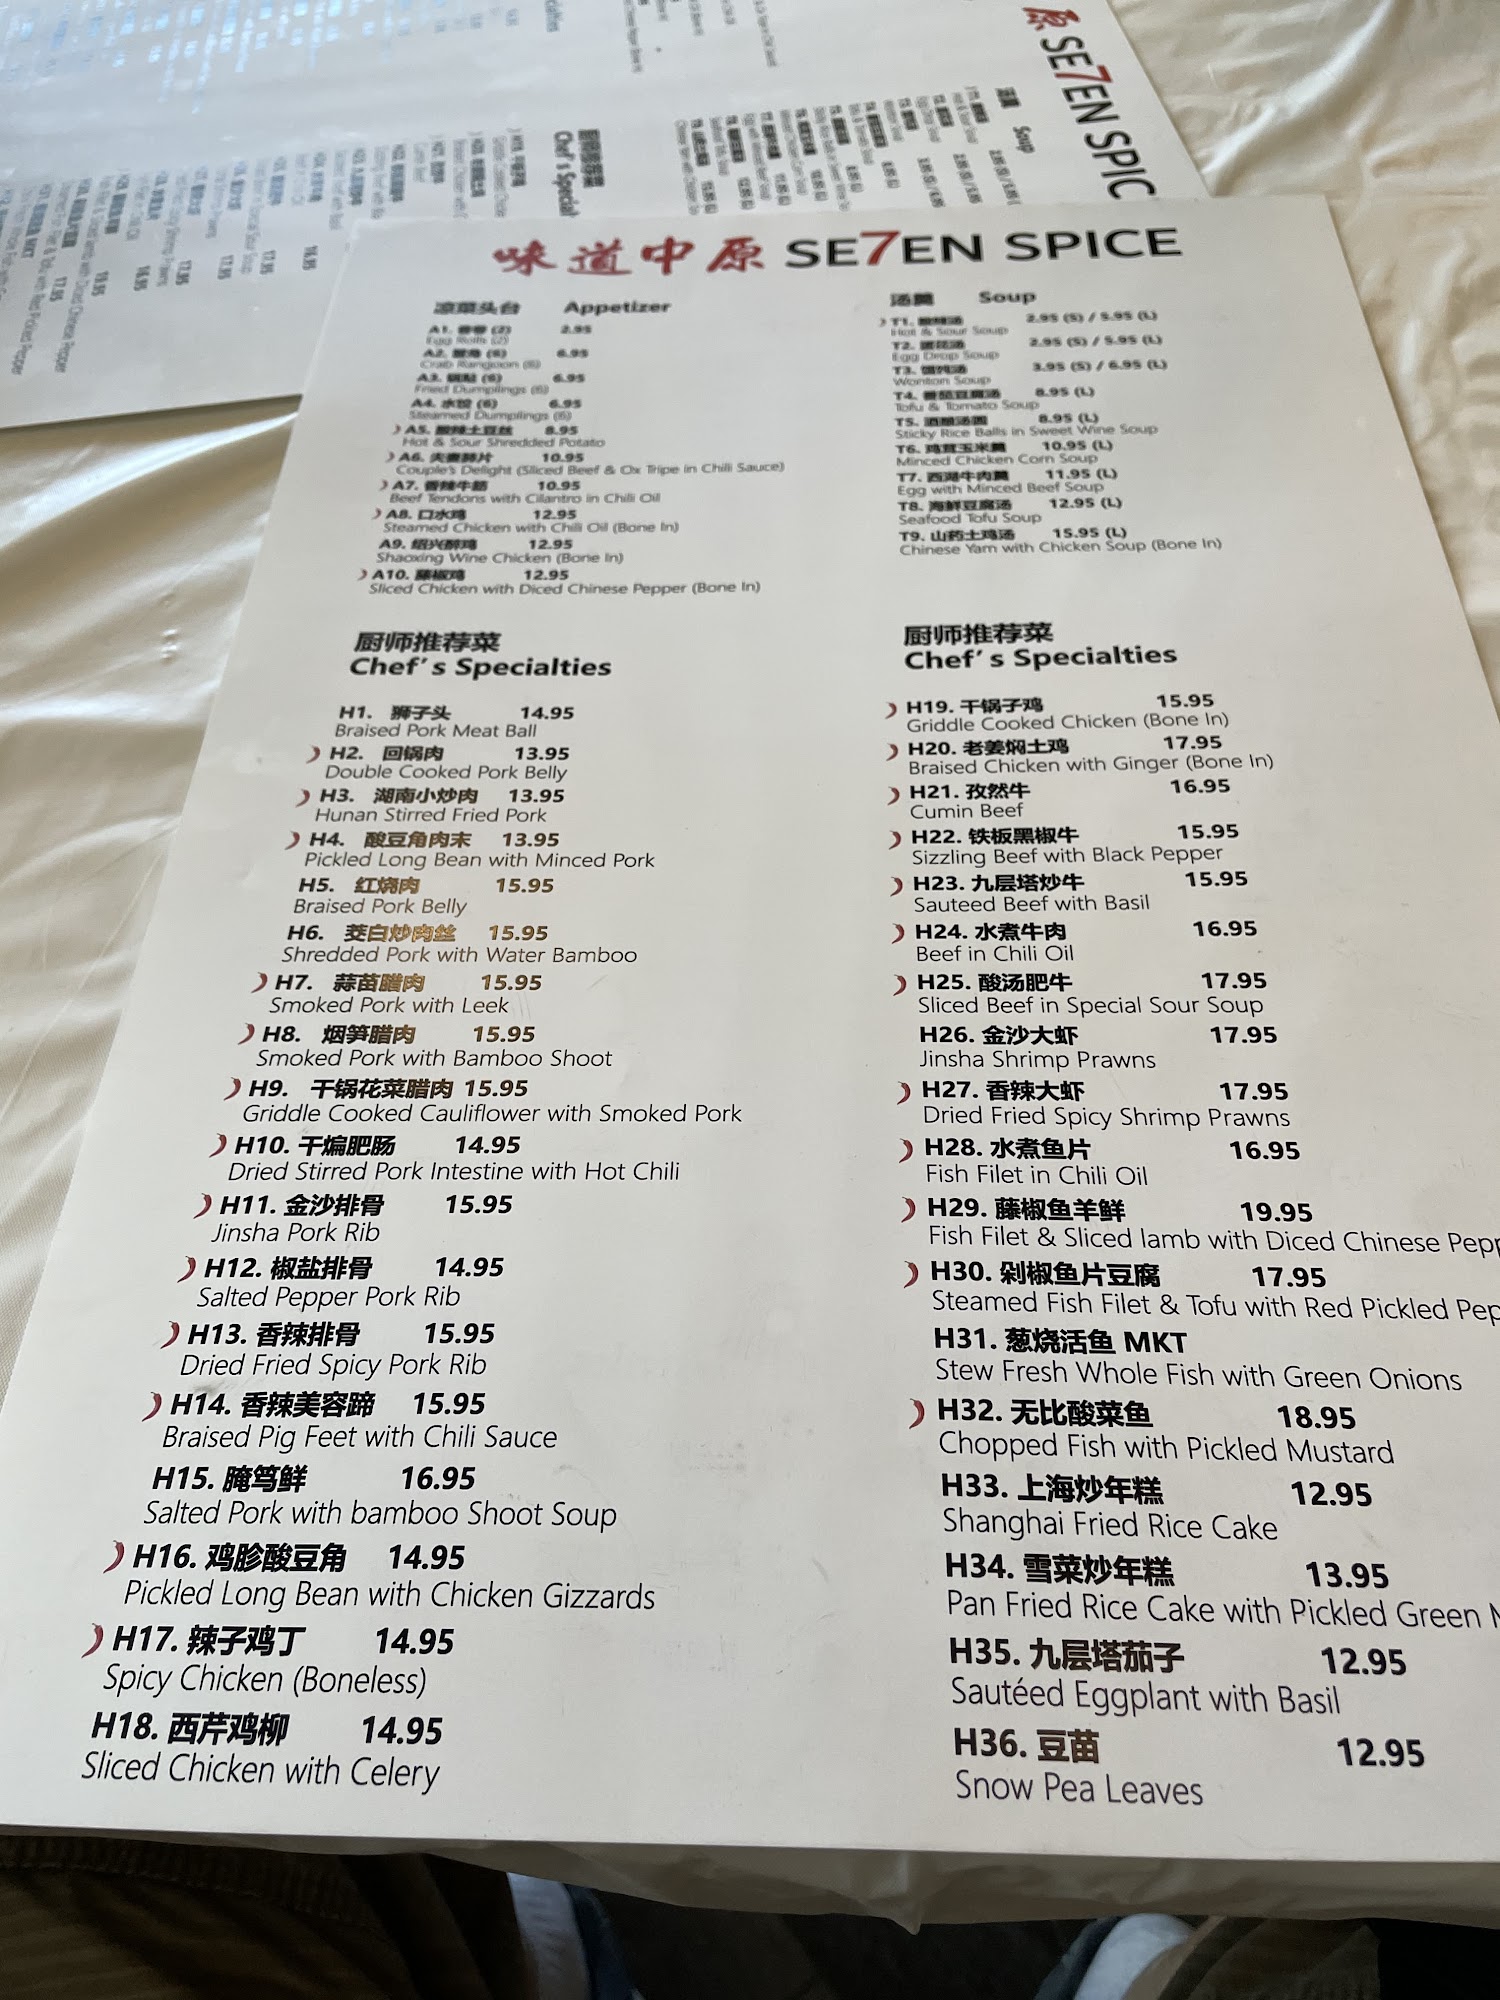 味道中原 SE7EN SPICE
凉菜头台 Appetizer
A1. 春卷 (2) 2.95
Egg Rolls (2)
A2. 蟹角 (6) 6.95
Crab Rangoon (6)
A3. 锅贴 (6) 6.95
Fried Dumplings (6)
A4. 水饺 (6) 6.95
Steamed Dumplings (6)
A5. 酸辣土豆丝 8.95
Hot & Sour Shredded Potato
A6. 夫妻肺片 10.95
Couple's Delight (Sliced Beef & Ox Tripe in Chili Sauce)
A7. 香辣牛筋 10.95
Beef Tendons with Cilantro in Chili Oil
A8. 口水鸡 12.95
Steamed Chicken with Chili Oil (Bone In)
A9. 绍兴醉鸡 12.95
Shaoxing Wine Chicken (Bone In)
A10. 藤椒鸡 12.95
Sliced Chicken with Diced Chinese Pepper (Bone In)
汤羹 Soup
T1. 酸辣汤 2.95 (S) / 5.95 (L)
Hot & Sour Soup
T2. 蛋花汤 2.95 (S) / 5.95 (L)
Egg Drop Soup
T3. 馄饨汤 3.95 (S) / 6.95 (L)
Wonton Soup
T4. 番茄豆腐汤 8.95 (L)
Tofu & Tomato Soup
T5. 酒酿汤圆 8.95 (L)
Sticky Rice Balls in Sweet Wine Soup
T6. 鸡茸玉米羹 10.95 (L)
Minced Chicken Corn Soup
T7. 西湖牛肉羹 11.95 (L)
Egg with Minced Beef Soup
T8. 海鲜豆腐汤 12.95 (L)
Seafood Tofu Soup
T9. 山药土鸡汤 15.95 (L)
Chinese Yam with Chicken Soup (Bone In)
厨师推荐菜
Chef's Specialties
H1. 狮子头 14.95
Braised Pork Meat Ball
H2. 回锅肉 13.95
Double Cooked Pork Belly
H3. 湖南小炒肉 13.95
Hunan Stirred Fried Pork
H4. 酸豆角肉末 13.95
Pickled Long Bean with Minced Pork
H5. 红烧肉 15.95
Braised Pork Belly
H6. 茭白炒肉丝 15.95
Shredded Pork with Water Bamboo
H7. 蒜苗腊肉 15.95
Smoked Pork with Leek
H8. 烟笋腊肉 15.95
Smoked Pork with Bamboo Shoot
H9. 干锅花菜腊肉 15.95
Griddle Cooked Cauliflower with Smoked Pork
H10. 干煸肥肠 14.95
Dried Stirred Pork Intestine with Hot Chili
H11. 金沙排骨 15.95
Jinsha Pork Rib
H12. 椒盐排骨 14.95
Salted Pepper Pork Rib
H13. 香辣排骨 15.95
Dried Fried Spicy Pork Rib
H14. 香辣美容蹄 15.95
Braised Pig Feet with Chili Sauce
H15. 腌笃鲜 16.95
Salted Pork with bamboo Shoot Soup
H16. 鸡胗酸豆角 14.95
Pickled Long Bean with Chicken Gizzards
H17. 辣子鸡丁 14.95
Spicy Chicken (Boneless)
H18. 西芹鸡柳 14.95
Sliced Chicken with Celery
厨师推荐菜
Chef's Specialties
H19. 干锅子鸡 15.95
Griddle Cooked Chicken (Bone In)
H20. 老姜焖土鸡 17.95
Braised Chicken with Ginger (Bone In)
H21. 孜然牛 16.95
Cumin Beef
H22. 铁板黑椒牛 15.95
Sizzling Beef with Black Pepper
H23. 九层塔炒牛 15.95
Sauteed Beef with Basil
H24. 水煮牛肉 16.95
Beef in Chili Oil
H25. 酸汤肥牛 17.95
Sliced Beef in Special Sour Soup
H26. 金沙大虾 17.95
Jinsha Shrimp Prawns
H27. 香辣大虾 17.95
Dried Fried Spicy Shrimp Prawns
H28. 水煮鱼片 16.95
Fish Filet in Chili Oil
H29. 藤椒鱼羊鲜 19.95
Fish Filet & Sliced lamb with Diced Chinese Pepp
H30. 剁椒鱼片豆腐 17.95
Steamed Fish Filet & Tofu with Red Pickled Pep
H31. 葱烧活鱼 MKT
Stew Fresh Whole Fish with Green Onions
H32. 无比酸菜鱼 18.95
Chopped Fish with Pickled Mustard
H33. 上海炒年糕 12.95
Shanghai Fried Rice Cake
H34. 雪菜炒年糕 13.95
Pan Fried Rice Cake with Pickled Green
H35. 九层塔茄子 12.95
Sautéed Eggplant with Basil
H36. 豆苗 12.95
Snow Pea Leaves
原 SE7EN SPIC
Soup
厨师推荐菜
Chef's Special